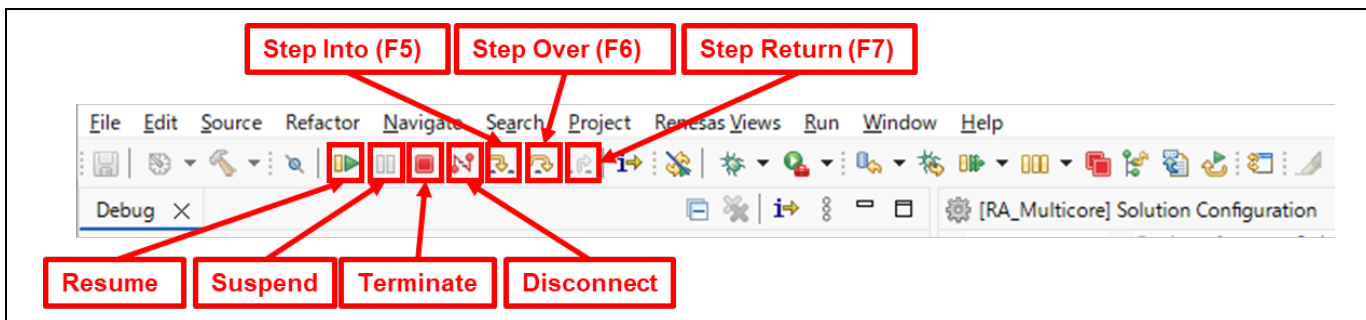 Step Into (F5) Step Over (F6) Step Return (F7)
File Edit Source Refactor Navigate Search Project Renesas Views Run Window Help
Debug [RA_Multicore] Solution Configuration
Resume Suspend Terminate Disconnect